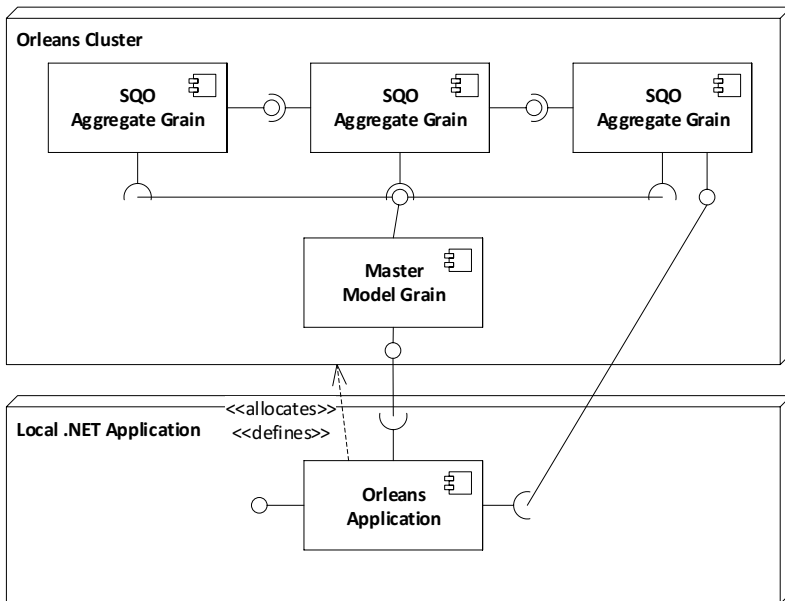 Orleans Cluster
SQO
Aggregate Grain
SQO
Aggregate Grain
SQO
Aggregate Grain
Master
Model Grain
<<allocates>>
<<defines>>
Local .NET Application
Orleans
Application